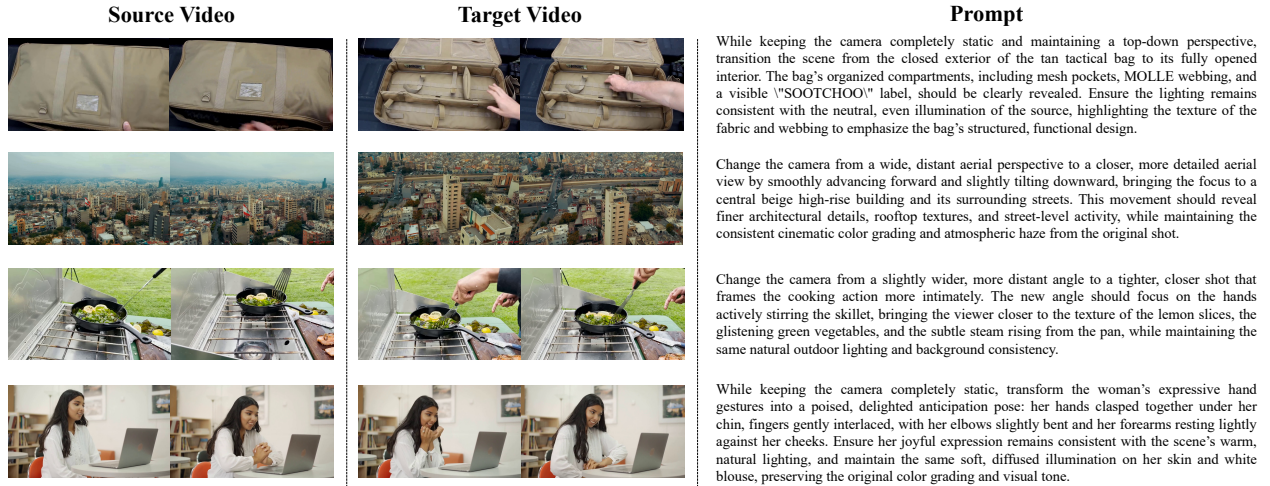 Source Video
Target Video
Prompt
While keeping the camera completely static and maintaining a top-down perspective,
transition the scene from the closed exterior of the tan tactical bag to its fully opened
interior. The bag's organized compartments, including mesh pockets, MOLLE webbing, and
a visible \"SOOTCHOO\" label, should be clearly revealed. Ensure the lighting remains
consistent with the neutral, even illumination of the source, highlighting the texture of the
fabric and webbing to emphasize the bag's structured, functional design.
Change the camera from a wide, distant aerial perspective to a closer, more detailed aerial
view by smoothly advancing forward and slightly tilting downward, bringing the focus to a
central beige high-rise building and its surrounding streets. This movement should reveal
finer architectural details, rooftop textures, and street-level activity, while maintaining the
consistent cinematic color grading and atmospheric haze from the original shot.
Change the camera from a slightly wider, more distant angle to a tighter, closer shot that
frames the cooking action more intimately. The new angle should focus on the hands
actively stirring the skillet, bringing the viewer closer to the texture of the lemon slices, the
glistening green vegetables, and the subtle steam rising from the pan, while maintaining the
same natural outdoor lighting and background consistency.
While keeping the camera completely static, transform the woman's expressive hand
gestures into a poised, delighted anticipation pose: her hands clasped together under her
chin, fingers gently interlaced, with her elbows slightly bent and her forearms resting lightly
against her cheeks. Ensure her joyful expression remains consistent with the scene's warm,
natural lighting, and maintain the same soft, diffused illumination on her skin and white
blouse, preserving the original color grading and visual tone.